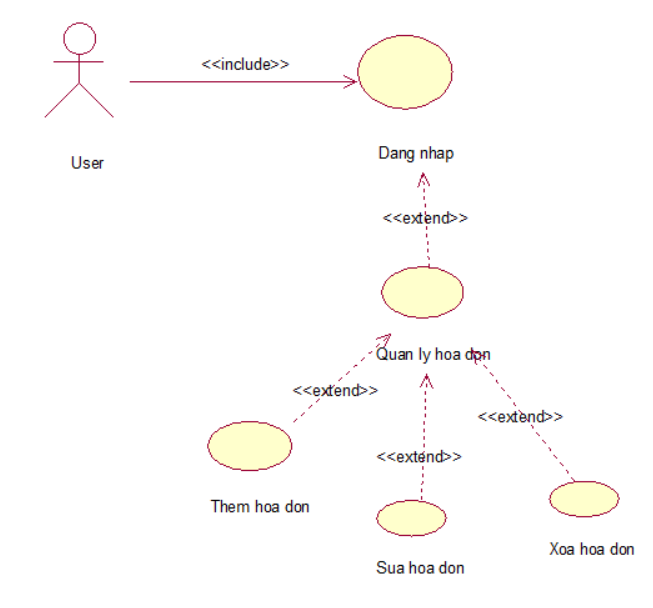 <<include>>
User
Dang nhap
<<extend>>
Quan ly hoa don
<<extend>>
<<extend>>
<<extend>>
Them hoa don
Sua hoa don
Xoa hoa don